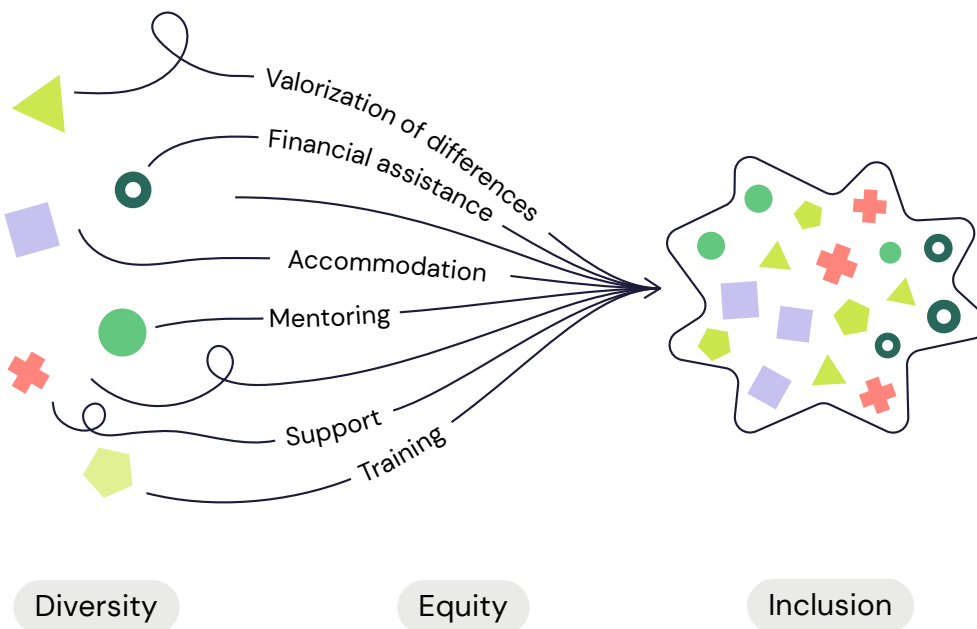 Valorization of differences
Financial assistance
Accommodation
Mentoring
Support
Training
Diversity
Equity
Inclusion